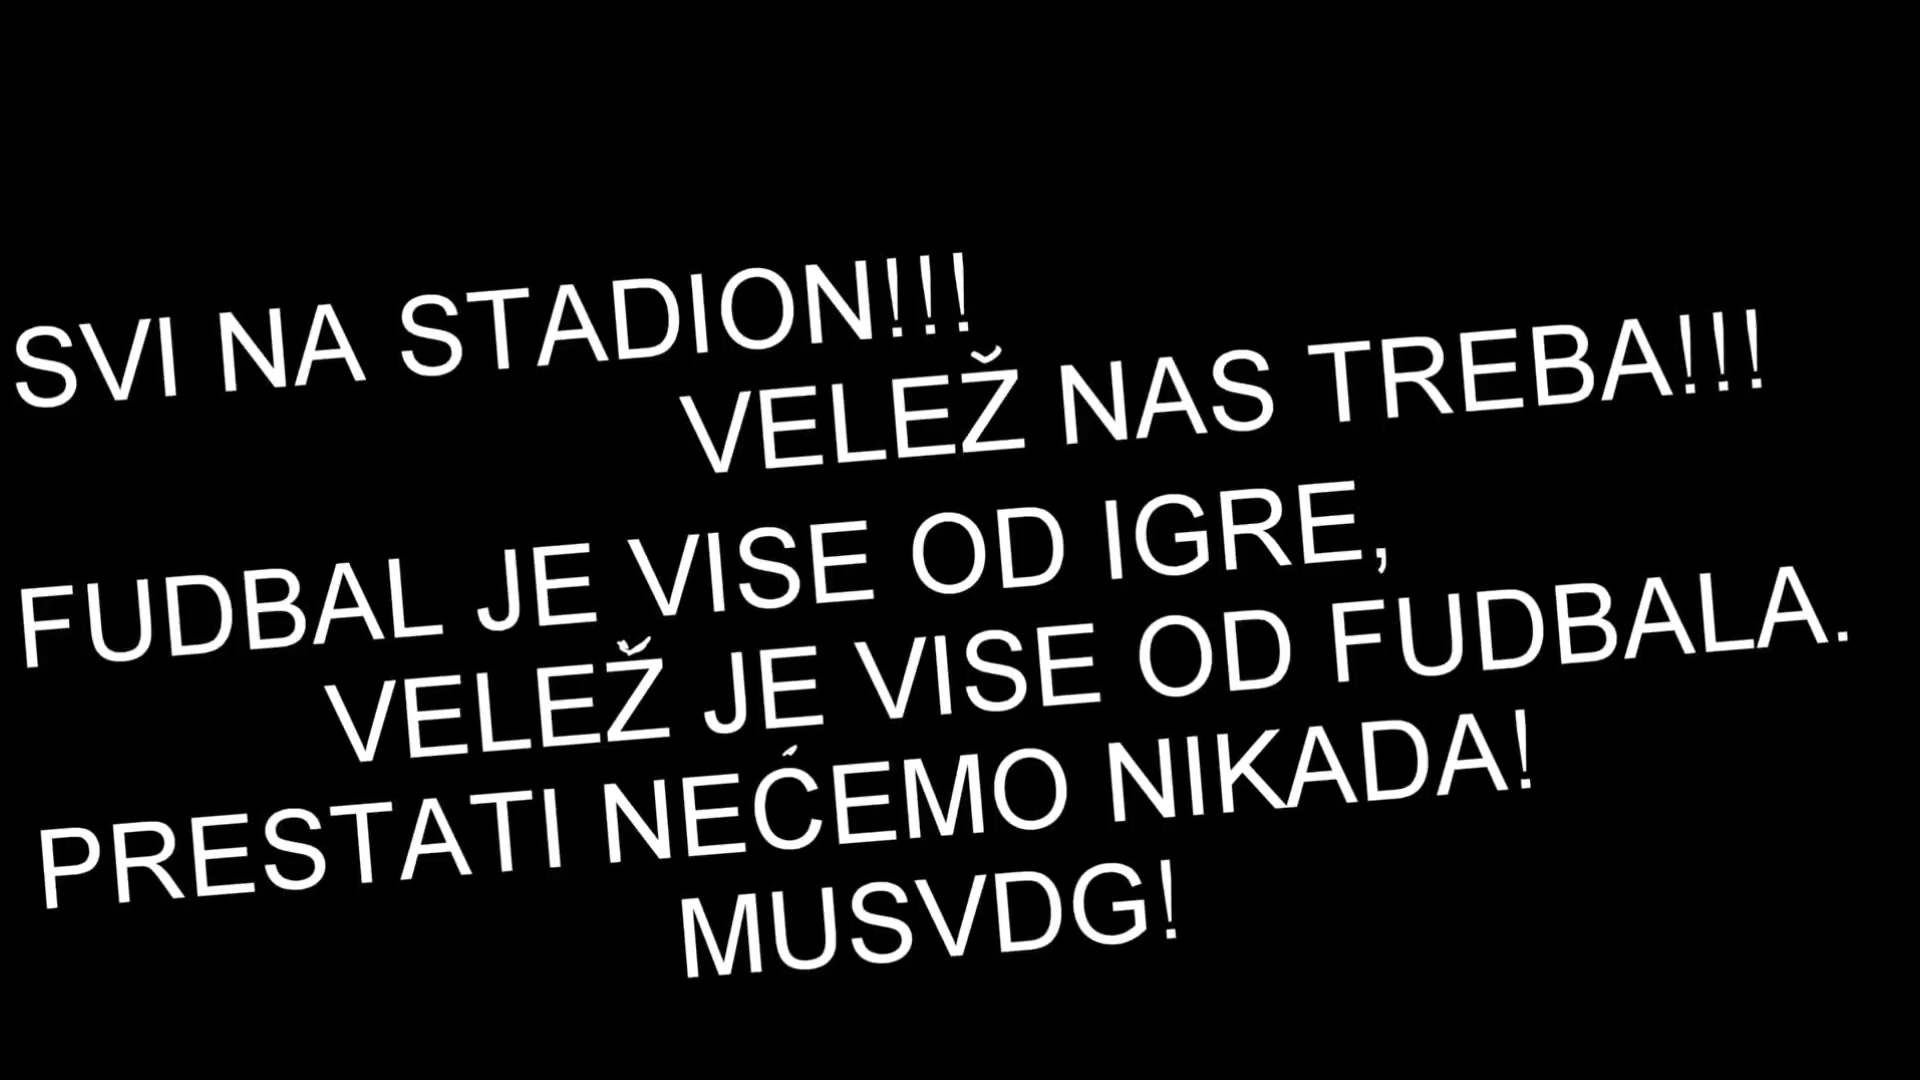 SVI NA STADION!!!
VELEŽ NAS TREBA!!!
FUDBAL JE VISE OD IGRE,
VELEŽ JE VISE OD FUDBALA.
PRESTATI NEĆEMO NIKADA!
MUSVDG!